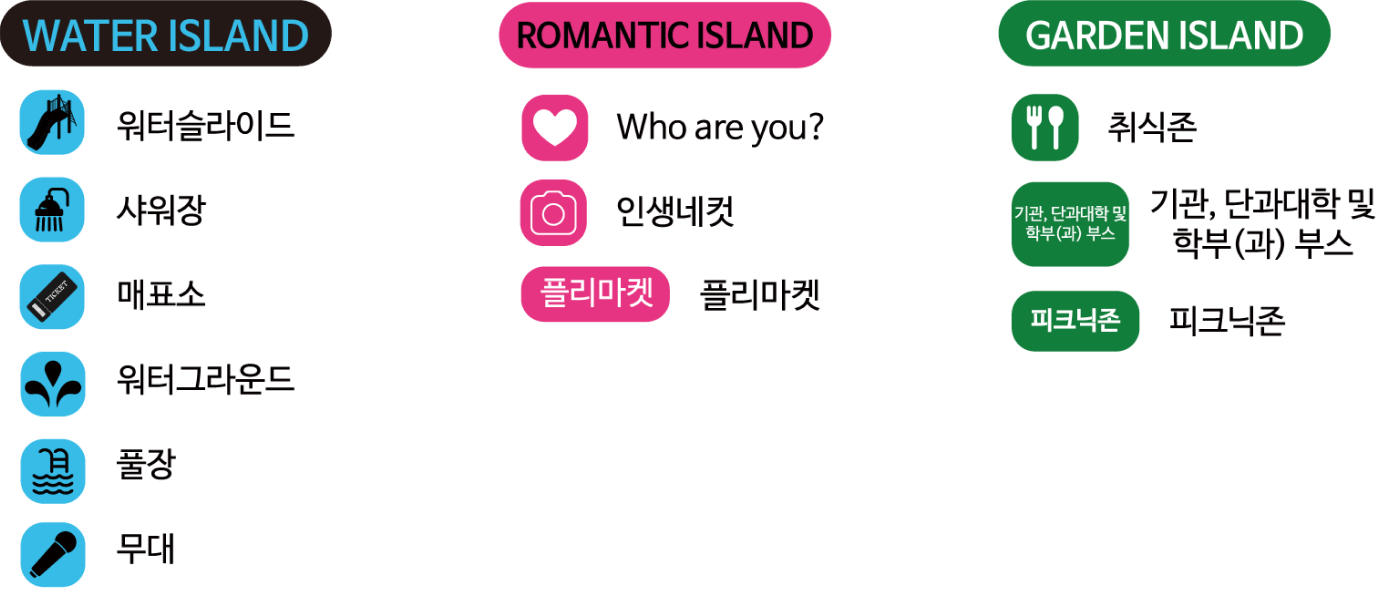 WATER ISLAND
워터슬라이드
샤워장
TICKET
매표소
워터그라운드
풀장
무대
ROMANTIC ISLAND
Who are you?
인생네컷
플리마켓
플리마켓
GARDEN ISLAND
취식존
기관, 단과대학 및
학부(과) 부스
기관, 단과대학 및
학부(과) 부스
피크닉존
피크닉존